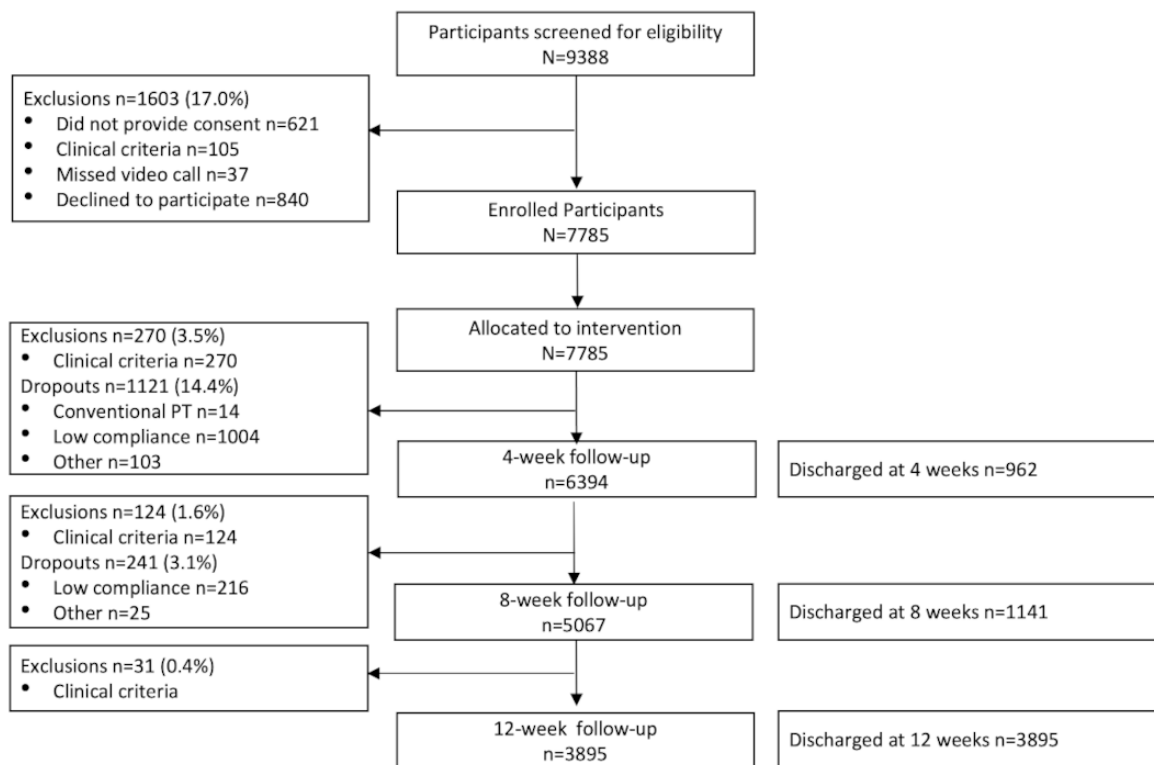 Participants screened for eligibility
N=9388
Exclusions n=1603 (17.0%)
• Did not provide consent n=621
• Clinical criteria n=105
• Missed video call n=37
• Declined to participate n=840
Enrolled Participants
N=7785
Allocated to intervention
N=7785
Exclusions n=270 (3.5%)
• Clinical criteria n=270
Dropouts n=1121 (14.4%)
• Conventional PT n=14
• Low compliance n=1004
• Other n=103
4-week follow-up
n=6394
Discharged at 4 weeks n=962
Exclusions n=124 (1.6%)
• Clinical criteria n=124
Dropouts n=241 (3.1%)
• Low compliance n=216
• Other n=25
8-week follow-up
n=5067
Discharged at 8 weeks n=1141
Exclusions n=31 (0.4%)
• Clinical criteria
12-week follow-up
n=3895
Discharged at 12 weeks n=3895